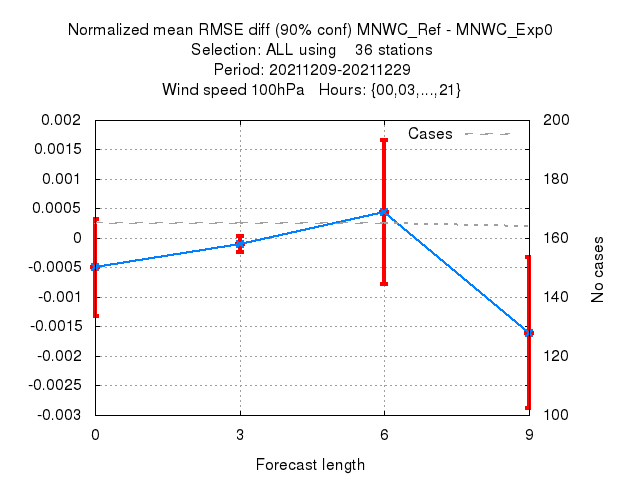 Normalized mean RMSE diff (90% conf) MNWC_Ref - MNWC_Exp0
Selection: ALL using    36 stations
Period: 20211209-20211229
Wind speed 100hPa   Hours: {00,03,...,21}
0.002
0.0015
0.001
0.0005
0
-0.0005
-0.001
-0.0015
-0.002
-0.0025
-0.003
Cases
200
180
160
140
120
100
No cases
0 3 6 9
Forecast length